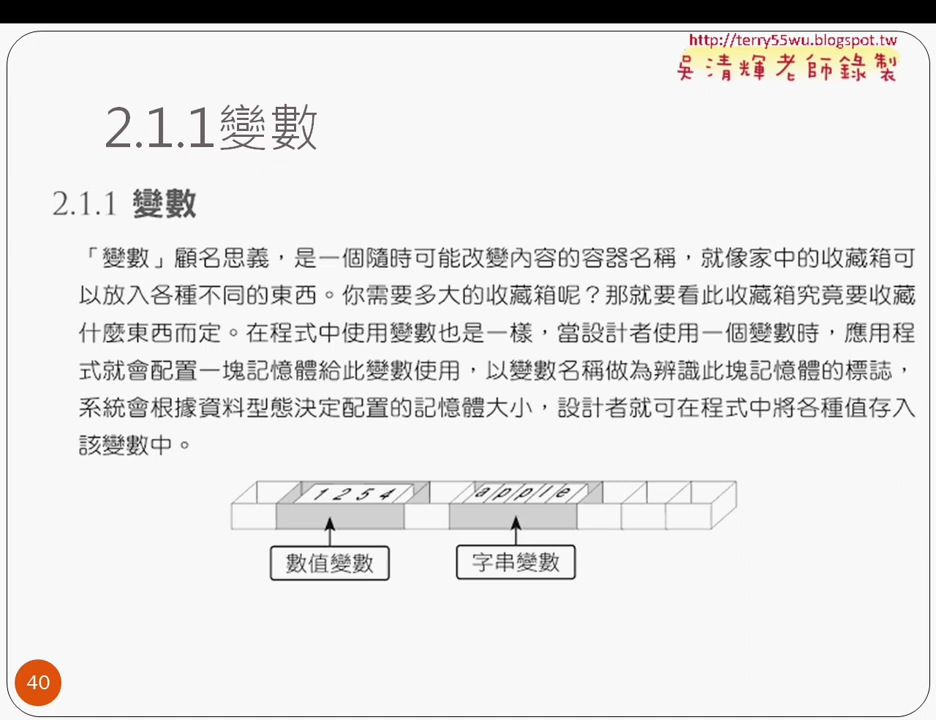 http://terry55wu.blogspot.tw
吳清輝老師錄製
2.1.1變數
2.1.1 變數
「變數」顧名思義，是一個隨時可能改變內容的容器名稱，就像家中的收藏箱可
以放入各種不同的東西。你需要多大的收藏箱呢？那就要看此收藏箱究竟要收藏
什麼東西而定。在程式中使用變數也是一樣，當設計者使用一個變數時，應用程
式就會配置一塊記憶體給此變數使用，以變數名稱做為辨識此塊記憶體的標誌，
系統會根據資料型態決定配置的記憶體大小，設計者就可在程式中將各種值存入
該變數中。
1254
apple
數值變數
字串變數
40